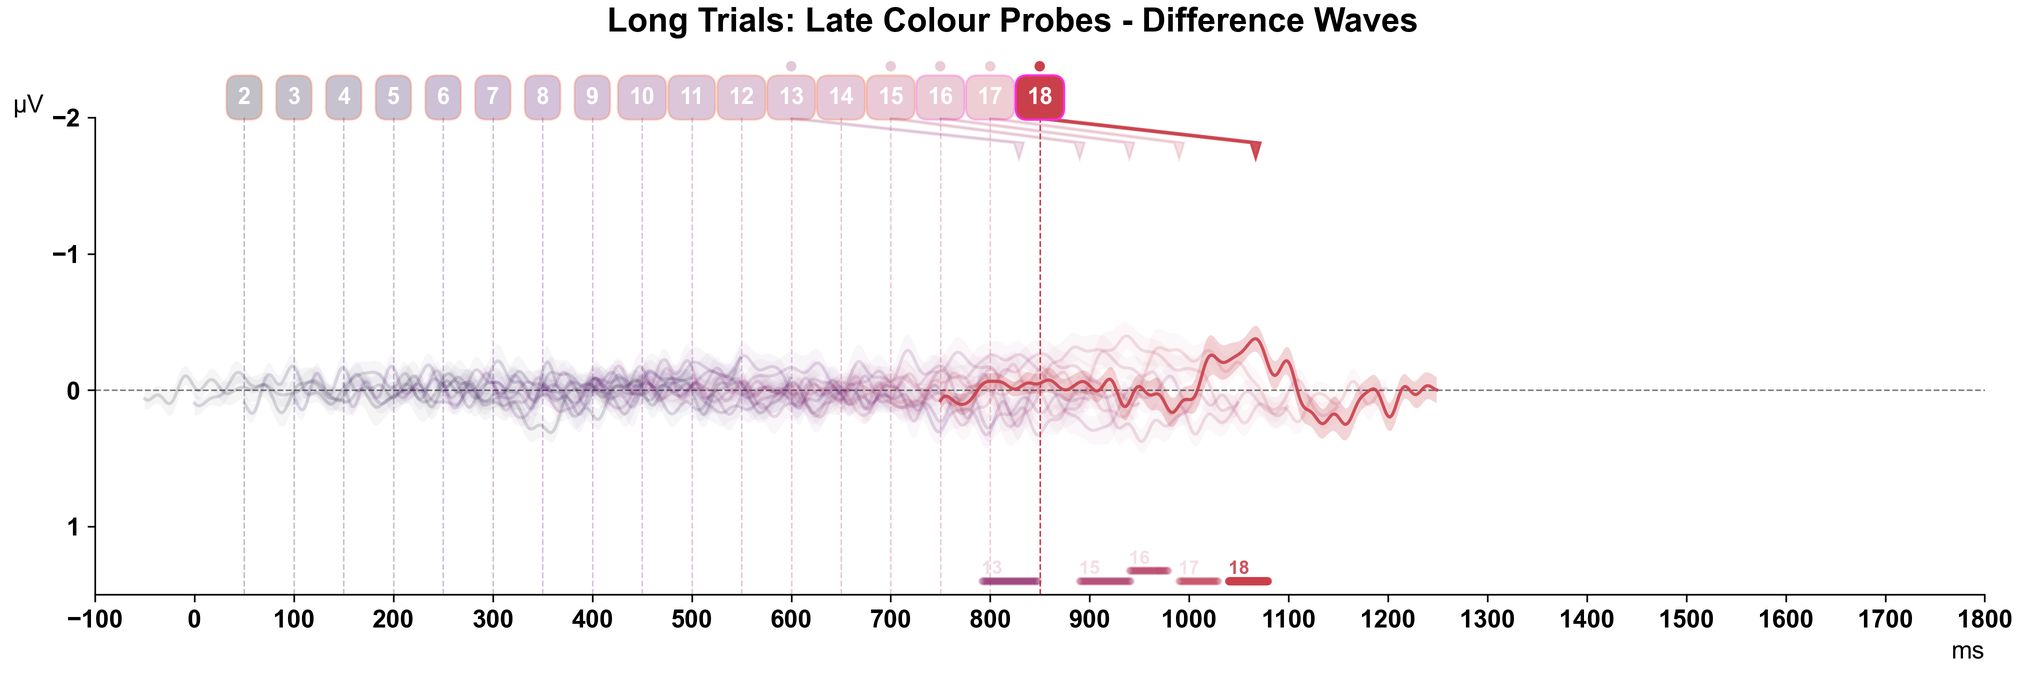 Long Trials: Late Colour Probes - Difference Waves
2 3 4 5 6 7 8 9 10 11 12 13 14 15 16 17 18
µV
−2
−1
0
1
16
13 15 17 18
−100 0 100 200 300 400 500 600 700 800 900 1000 1100 1200 1300 1400 1500 1600 1700 1800
ms